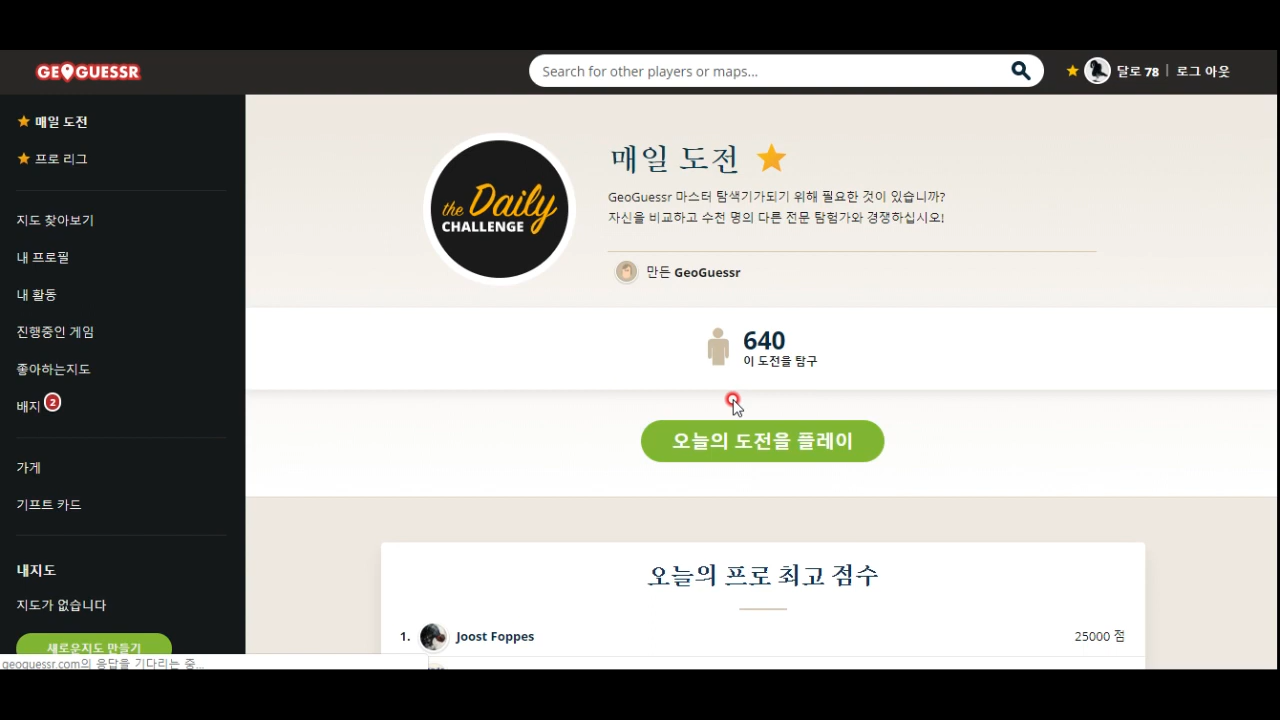 GEOGUESSR
Search for other players or maps...
달로 78 | 로그 아웃
매일 도전
프로 리그
지도 찾아보기
내 프로필
내 활동
진행중인 게임
좋아하는지도
배지 2
가게
기프트 카드
내지도
지도가 없습니다
새로운지도 만들기
geoguessr.com의 응답을 기다리는 중...
the Daily
CHALLENGE
매일 도전
GeoGuessr 마스터 탐색기가되기 위해 필요한 것이 있습니까?
자신을 비교하고 수천 명의 다른 전문 탐험가와 경쟁하십시오!
만든 GeoGuessr
640
이 도전을 탐구
오늘의 도전을 플레이
오늘의 프로 최고 점수
1. Joost Foppes 25000 점